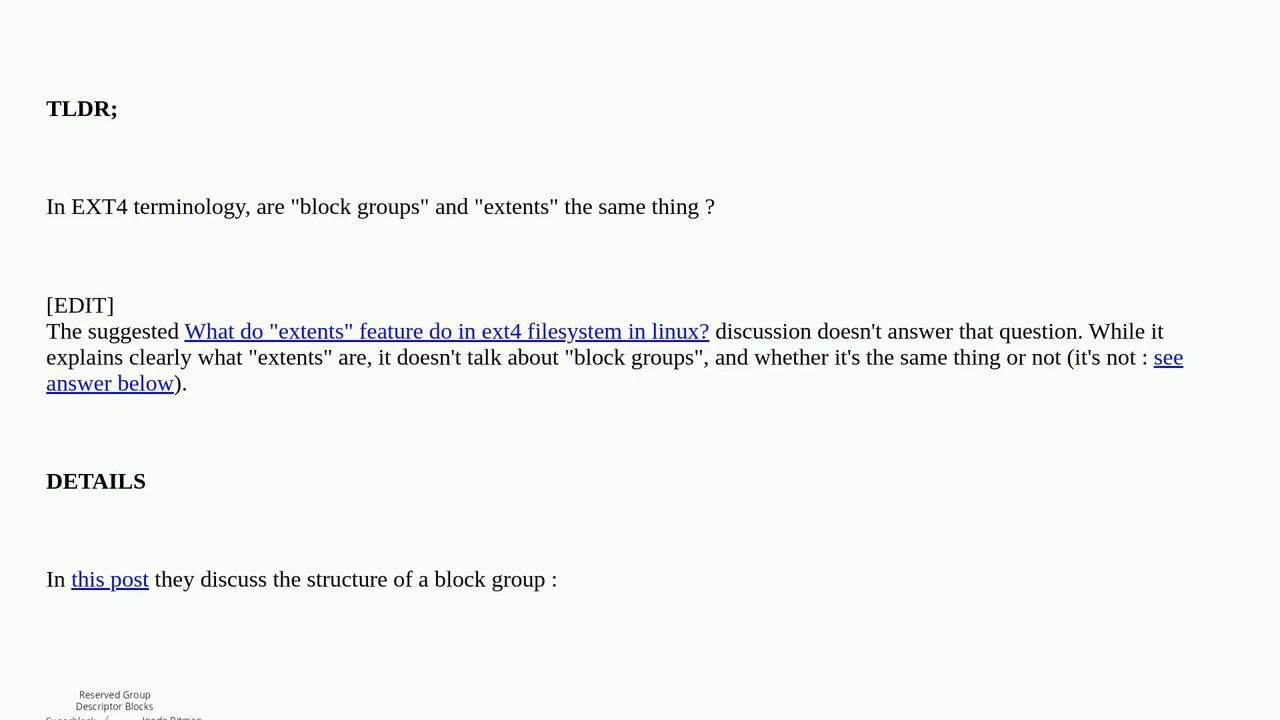 TLDR;
In EXT4 terminology, are "block groups" and "extents" the same thing ?
[EDIT]
The suggested What do "extents" feature do in ext4 filesystem in linux? discussion doesn't answer that question. While it
explains clearly what "extents" are, it doesn't talk about "block groups", and whether it's the same thing or not (it's not : see
answer below).
DETAILS
In this post they discuss the structure of a block group :
Reserved Group
Descriptor Blocks